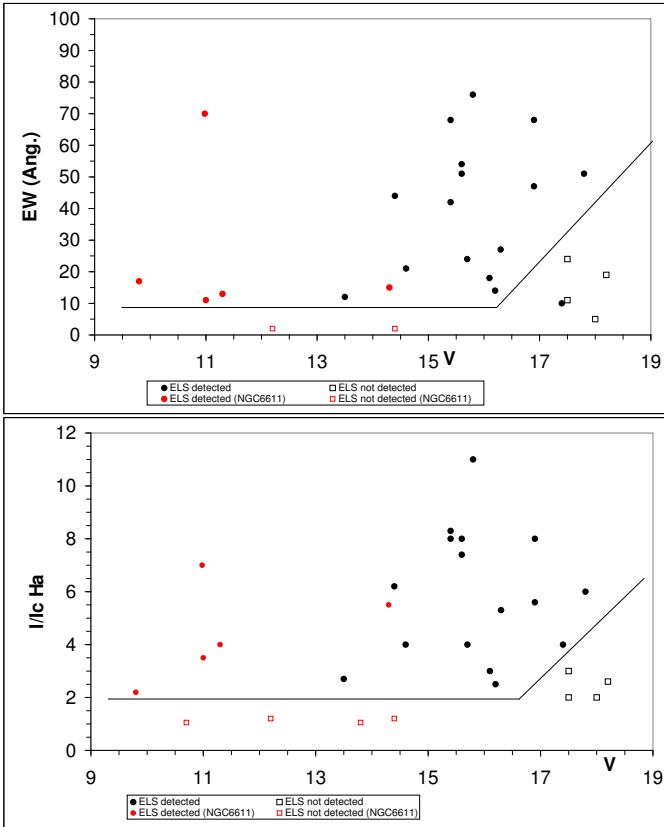 100
90
80
70
60
50
40
30
20
10
0
EW (Ang.)
9 11 13 15 V 17 19
ELS detected ELS not detected
ELS detected (NGC6611) ELS not detected (NGC6611)
12
10
8
6
4
2
0
I/Ic Ha
9 11 13 15 17 V 19
ELS detected ELS not detected
ELS detected (NGC6611) ELS not detected (NGC6611)